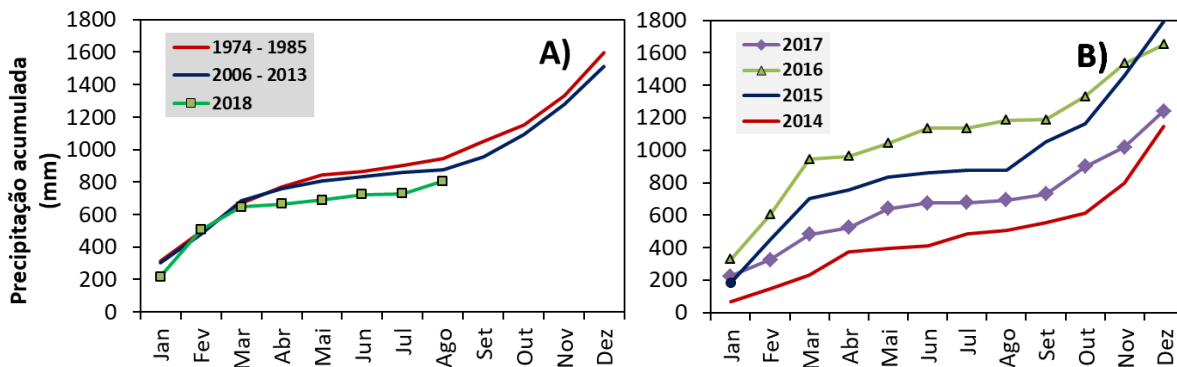 Precipitação acumulada
(mm)
1800
1600
1400
1200
1000
800
600
400
200
0
1974 - 1985
2006 - 2013
2018
A)
Jan
Fev
Mar
Abr
Mai
Jun
Jul
Ago
Set
Out
Nov
Dez
1800
1600
1400
1200
1000
800
600
400
200
0
2017
2016
2015
2014
B)
Jan
Fev
Mar
Abr
Mai
Jun
Jul
Ago
Set
Out
Nov
Dez